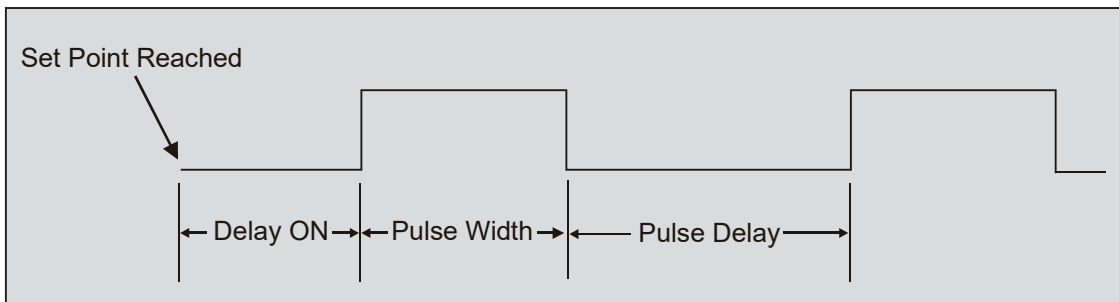 Set Point Reached
Delay ON
Pulse Width
Pulse Delay